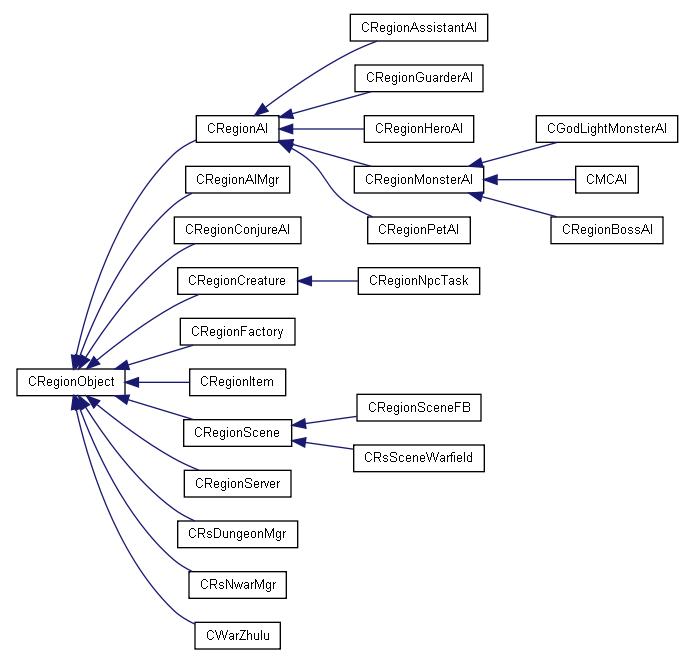 CRegionAssistantAI
CRegionGuarderAI
CRegionAI
CRegionHeroAI
CGodLightMonsterAI
CRegionAIMgr
CRegionMonsterAI
CMCAI
CRegionConjureAI
CRegionPetAI
CRegionBossAI
CRegionCreature
CRegionNpcTask
CRegionFactory
CRegionObject
CRegionItem
CRegionSceneFB
CRegionScene
CRsSceneWarfield
CRegionServer
CRsDungeonMgr
CRsNwarMgr
CWarZhulu